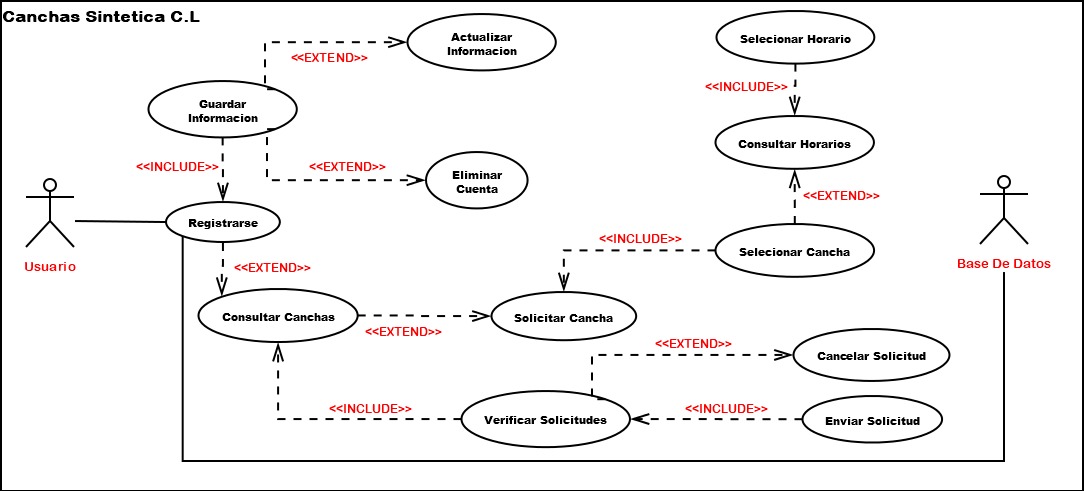 Canchas Sintetica C.L
Actualizar
Informacion
<<EXTEND>>
Selecionar Horario
Guardar
Informacion
<<INCLUDE>>
Consultar Horarios
<<INCLUDE>>
<<EXTEND>>
Eliminar
Cuenta
<<EXTEND>>
Registrarse
Usuario
Selecionar Cancha
<<INCLUDE>>
Base De Datos
<<EXTEND>>
Consultar Canchas
<<EXTEND>>
Solicitar Cancha
<<EXTEND>>
Cancelar Solicitud
<<INCLUDE>>
Verificar Solicitudes
<<INCLUDE>>
Enviar Solicitud